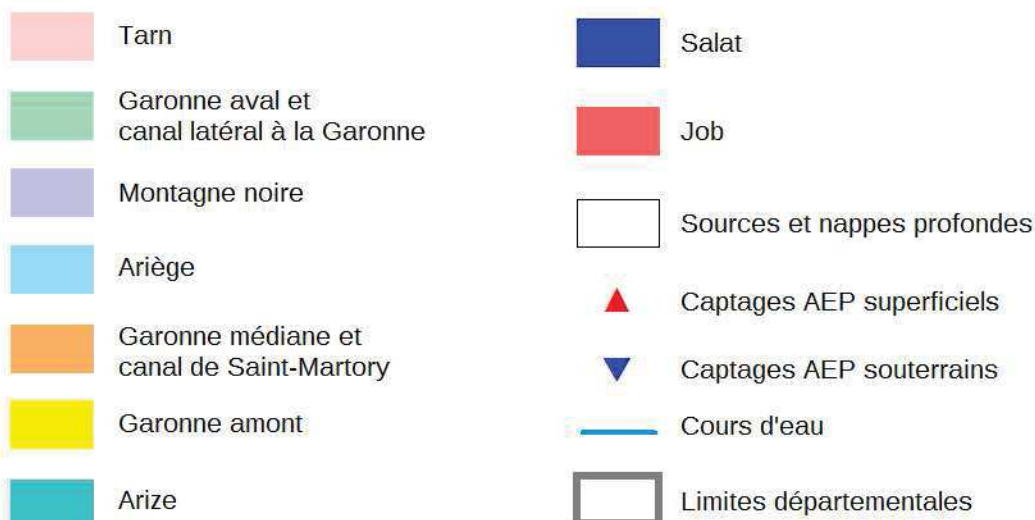 Tarn
Garonne aval et
canal latéral à la Garonne
Montagne noire
Ariège
Garonne médiane et
canal de Saint-Martory
Garonne amont
Arize
Salat
Job
Sources et nappes profondes
Captages AEP superficiels
Captages AEP souterrains
Cours d'eau
Limites départementales